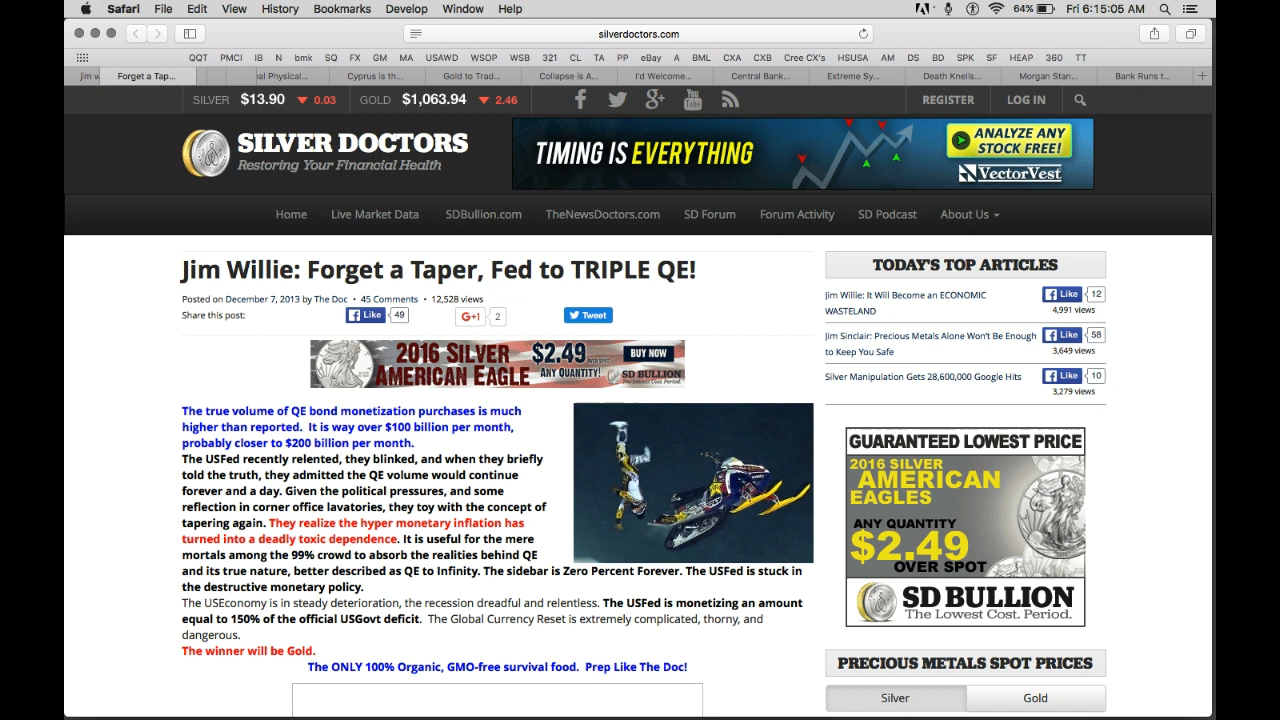 Safari File Edit View History Bookmarks Develop Window Help 64% Fri 6:15:05 AM
silverdoctors.com
QQT PMCI IB N bmk SQ FX GM MA USAWD WSOP WSB 321 CL TA PP eBay A BML CXA CXB Cree CX's HSUSA AM DS BD SPK SF HEAP 360 TT
jim w Forget a Tap... al Physical... Cyprus is th... Gold to Trad... Collapse is A... I'd Welcome... Central Bank... Extreme Sy... Death Knells... Morgan Stan... Bank Runs t... +
SILVER $13.90 0.03 GOLD $1,063.94 2.46 REGISTER LOG IN
SILVER DOCTORS
Restoring Your Financial Health
TIMING IS EVERYTHING
ANALYZE ANY
STOCK FREE!
VectorVest
Home Live Market Data SDBullion.com TheNewsDoctors.com SD Forum Forum Activity SD Podcast About Us
Jim Willie: Forget a Taper, Fed to TRIPLE QE!
Posted on December 7, 2013 by The Doc • 45 Comments • 12,528 views
Share this post: Like 49 G+1 2 Tweet
2016 SILVER
AMERICAN EAGLE
$2.49 OVER SPOT
ANY QUANTITY!
BUY NOW
SD BULLION
The Lowest Cost. Period.
The true volume of QE bond monetization purchases is much
higher than reported. It is way over $100 billion per month,
probably closer to $200 billion per month.
The USFed recently relented, they blinked, and when they briefly
told the truth, they admitted the QE volume would continue
forever and a day. Given the political pressures, and some
reflection in corner office lavatories, they toy with the concept of
tapering again. They realize the hyper monetary inflation has
turned into a deadly toxic dependence. It is useful for the mere
mortals among the 99% crowd to absorb the realities behind QE
and its true nature, better described as QE to Infinity. The sidebar is Zero Percent Forever. The USFed is stuck in
the destructive monetary policy.
The USEconomy is in steady deterioration, the recession dreadful and relentless. The USFed is monetizing an amount
equal to 150% of the official USGovt deficit. The Global Currency Reset is extremely complicated, thorny, and
dangerous.
The winner will be Gold.
The ONLY 100% Organic, GMO-free survival food. Prep Like The Doc!
TODAY'S TOP ARTICLES
Jim Willie: It Will Become an ECONOMIC
WASTELAND
Like 12
4,991 views
Jim Sinclair: Precious Metals Alone Won't Be Enough
to Keep You Safe
Like 58
3,649 views
Silver Manipulation Gets 28,600,000 Google Hits
Like 10
3,279 views
GUARANTEED LOWEST PRICE
2016 SILVER
AMERICAN
EAGLES
ANY QUANTITY
$2.49
OVER SPOT
SD BULLION
The Lowest Cost. Period.
PRECIOUS METALS SPOT PRICES
Silver Gold